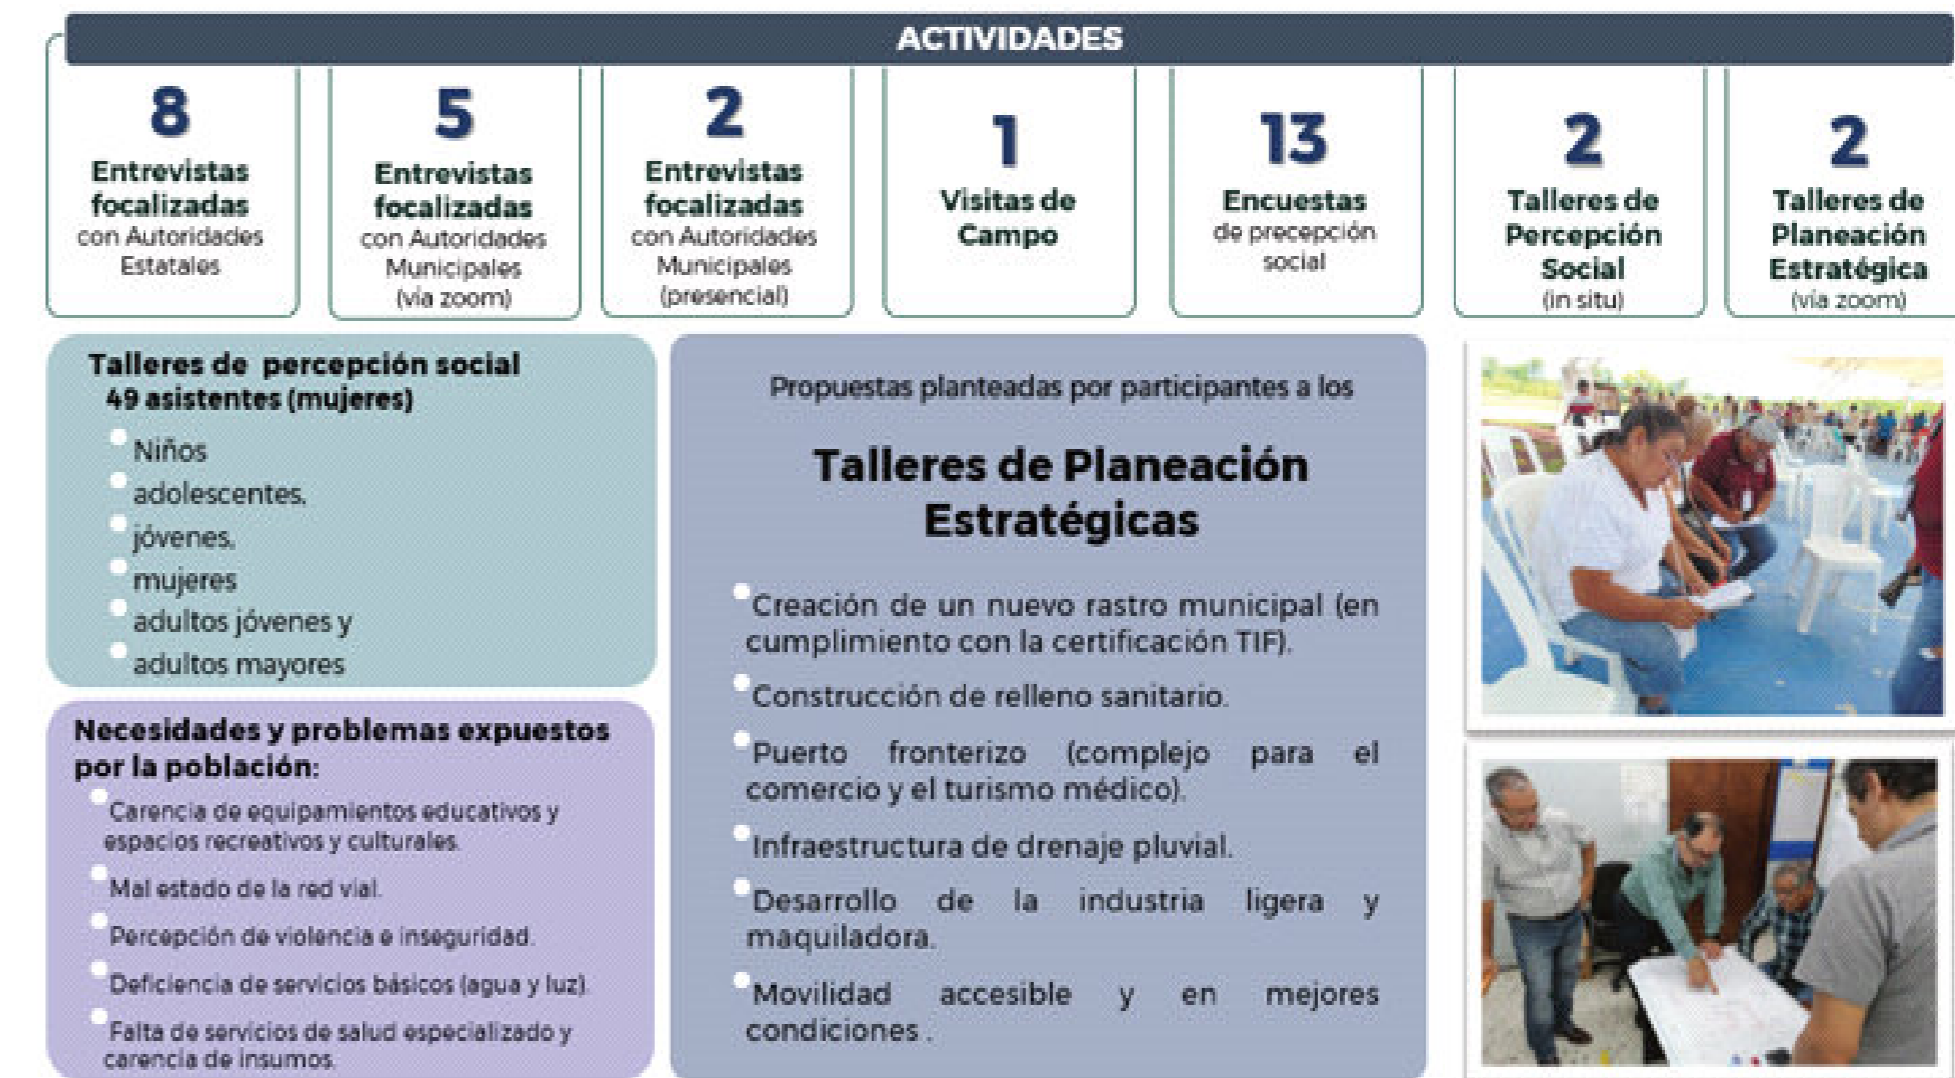 ACTIVIDADES
8
Entrevistas
focalizadas
con Autoridades
Estatales
5
Entrevistas
focalizadas
con Autoridades
Municipales
(vía zoom)
2
Entrevistas
focalizadas
con Autoridades
Municipales
(presencial)
1
Visitas de
Campo
13
Encuestas
de precepción
social
2
Talleres de
Percepción
Social
(in situ)
2
Talleres de
Planeación
Estratégica
(vía zoom)
Talleres de percepción social
49 asistentes (mujeres)
Niños
adolescentes,
jóvenes,
mujeres
adultos jóvenes y
adultos mayores
Necesidades y problemas expuestos
por la población:
Carencia de equipamientos educativos y
espacios recreativos y culturales.
Mal estado de la red vial.
Percepción de violencia e inseguridad.
Deficiencia de servicios básicos (agua y luz).
Falta de servicios de salud especializado y
carencia de insumos.
Propuestas planteadas por participantes a los
Talleres de Planeación
Estratégicas
Creación de un nuevo rastro municipal (en
cumplimiento con la certificación TIF).
Construcción de relleno sanitario.
Puerto fronterizo (complejo para el
comercio y el turismo médico).
Infraestructura de drenaje pluvial.
Desarrollo de la industria ligera y
maquiladora.
Movilidad accesible y en mejores
condiciones .